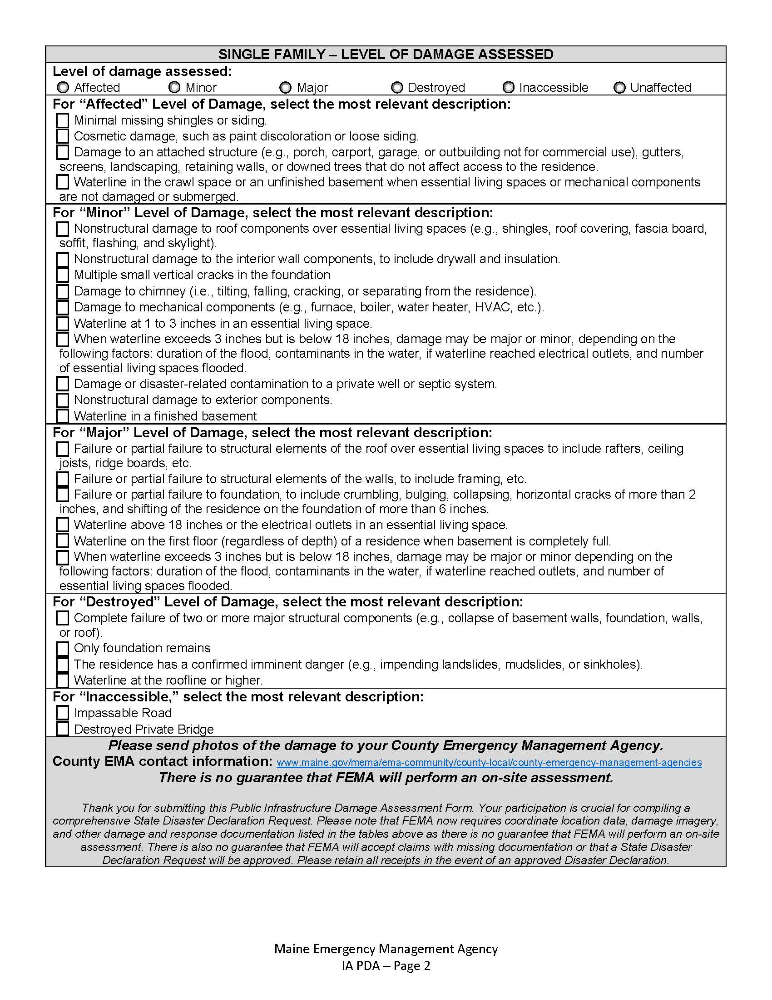 SINGLE FAMILY – LEVEL OF DAMAGE ASSESSED
Level of damage assessed:
Affected Minor Major Destroyed Inaccessible Unaffected
For “Affected” Level of Damage, select the most relevant description:
Minimal missing shingles or siding.
Cosmetic damage, such as paint discoloration or loose siding.
Damage to an attached structure (e.g., porch, carport, garage, or outbuilding not for commercial use), gutters,
screens, landscaping, retaining walls, or downed trees that do not affect access to the residence.
Waterline in the crawl space or an unfinished basement when essential living spaces or mechanical components
are not damaged or submerged.
For “Minor” Level of Damage, select the most relevant description:
Nonstructural damage to roof components over essential living spaces (e.g., shingles, roof covering, fascia board,
soffit, flashing, and skylight).
Nonstructural damage to the interior wall components, to include drywall and insulation.
Multiple small vertical cracks in the foundation
Damage to chimney (i.e., tilting, falling, cracking, or separating from the residence).
Damage to mechanical components (e.g., furnace, boiler, water heater, HVAC, etc.).
Waterline at 1 to 3 inches in an essential living space.
When waterline exceeds 3 inches but is below 18 inches, damage may be major or minor, depending on the
following factors: duration of the flood, contaminants in the water, if waterline reached electrical outlets, and number
of essential living spaces flooded.
Damage or disaster-related contamination to a private well or septic system.
Nonstructural damage to exterior components.
Waterline in a finished basement
For “Major” Level of Damage, select the most relevant description:
Failure or partial failure to structural elements of the roof over essential living spaces to include rafters, ceiling
joists, ridge boards, etc.
Failure or partial failure to structural elements of the walls, to include framing, etc.
Failure or partial failure to foundation, to include crumbling, bulging, collapsing, horizontal cracks of more than 2
inches, and shifting of the residence on the foundation of more than 6 inches.
Waterline above 18 inches or the electrical outlets in an essential living space.
Waterline on the first floor (regardless of depth) of a residence when basement is completely full.
When waterline exceeds 3 inches but is below 18 inches, damage may be major or minor depending on the
following factors: duration of the flood, contaminants in the water, if waterline reached outlets, and number of
essential living spaces flooded.
For “Destroyed” Level of Damage, select the most relevant description:
Complete failure of two or more major structural components (e.g., collapse of basement walls, foundation, walls,
or roof).
Only foundation remains
The residence has a confirmed imminent danger (e.g., impending landslides, mudslides, or sinkholes).
Waterline at the roofline or higher.
For “Inaccessible,” select the most relevant description:
Impassable Road
Destroyed Private Bridge
Please send photos of the damage to your County Emergency Management Agency.
County EMA contact information: www.maine.gov/mema/ema-community/county-local/county-emergency-management-agencies
There is no guarantee that FEMA will perform an on-site assessment.
Thank you for submitting this Public Infrastructure Damage Assessment Form. Your participation is crucial for compiling a
comprehensive State Disaster Declaration Request. Please note that FEMA now requires coordinate location data, damage imagery,
and other damage and response documentation listed in the tables above as there is no guarantee that FEMA will perform an on-site
assessment. There is also no guarantee that FEMA will accept claims with missing documentation or that a State Disaster
Declaration Request will be approved. Please retain all receipts in the event of an approved Disaster Declaration.
Maine Emergency Management Agency
IA PDA – Page 2